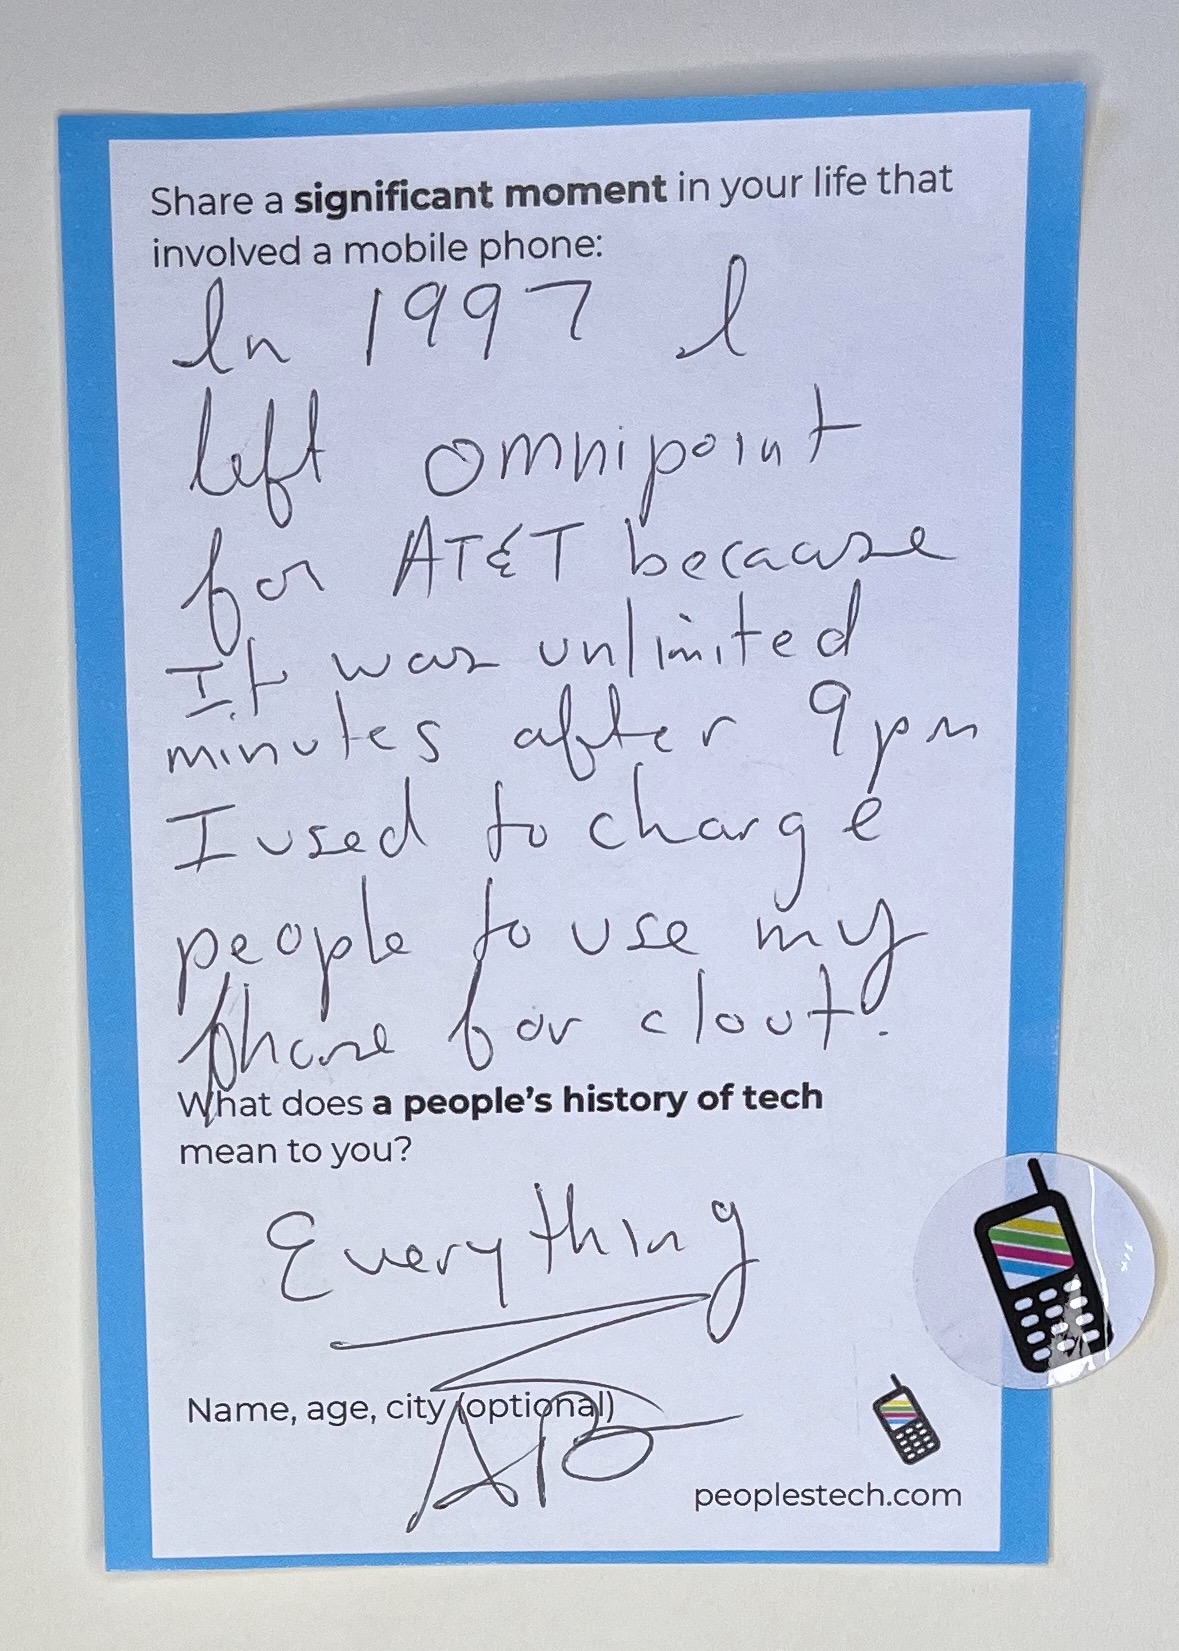 Share a significant moment in your life that
involved a mobile phone:
In 1997 I
left omnipoint
for AT&T because
It was unlimited
minutes after 9pm
I used to charge
people to use my
phone for clout.
What does a people's history of tech
mean to you?
Everything
Name, age, city (optional)
peoplestech.com